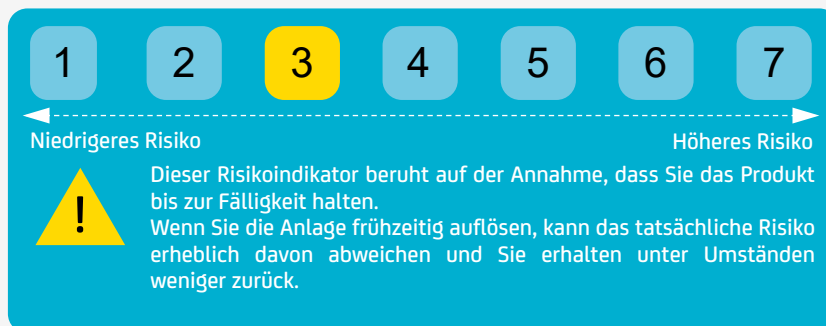 1 2 3 4 5 6 7
Niedrigeres Risiko Höheres Risiko
!
Dieser Risikoindikator beruht auf der Annahme, dass Sie das Produkt
bis zur Fälligkeit halten.
Wenn Sie die Anlage frühzeitig auflösen, kann das tatsächliche Risiko
erheblich davon abweichen und Sie erhalten unter Umständen
weniger zurück.